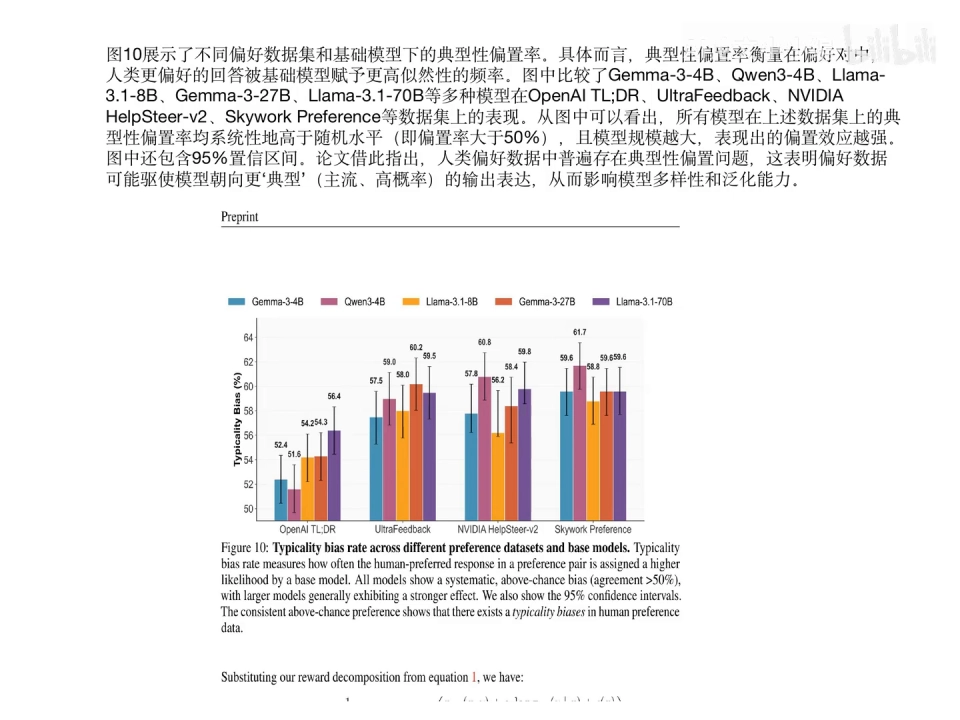 图10展示了不同偏好数据集和基础模型下的典型性偏置率。具体而言，典型性偏置率衡量在偏好对中，
人类更偏好的回答被基础模型赋予更高似然性的频率。图中比较了Gemma-3-4B、Qwen3-4B、Llama-
3.1-8B、Gemma-3-27B、Llama-3.1-70B等多种模型在OpenAI TL;DR、UltraFeedback、NVIDIA
HelpSteer-v2、Skywork Preference等数据集上的表现。从图中可以看出，所有模型在上述数据集上的典
型性偏置率均系统性地高于随机水平（即偏置率大于50%），且模型规模越大，表现出的偏置效应越强。
图中还包含95%置信区间。论文借此指出，人类偏好数据中普遍存在典型性偏置问题，这表明偏好数据
可能驱使模型朝向更‘典型’（主流、高概率）的输出表达，从而影响模型多样性和泛化能力。
bilibili
Preprint
Gemma-3-4B Qwen3-4B Llama-3.1-8B Gemma-3-27B Llama-3.1-70B
Typicality Bias (%)
64
62
60
58
56
54
52
50
52.4 51.6 54.2 54.3 56.4
57.5 59.0 58.0 60.2 59.5
57.8 60.8 56.2 58.4 59.8
59.6 61.7 58.8 59.6 59.6
OpenAI TL;DR UltraFeedback NVIDIA HelpSteer-v2 Skywork Preference
Figure 10: Typicality bias rate across different preference datasets and base models. Typicality
bias rate measures how often the human-preferred response in a preference pair is assigned a higher
likelihood by a base model. All models show a systematic, above-chance bias (agreement >50%),
with larger models generally exhibiting a stronger effect. We also show the 95% confidence intervals.
The consistent above-chance preference shows that there exists a typicality biases in human preference
data.
Substituting our reward decomposition from equation 1, we have: